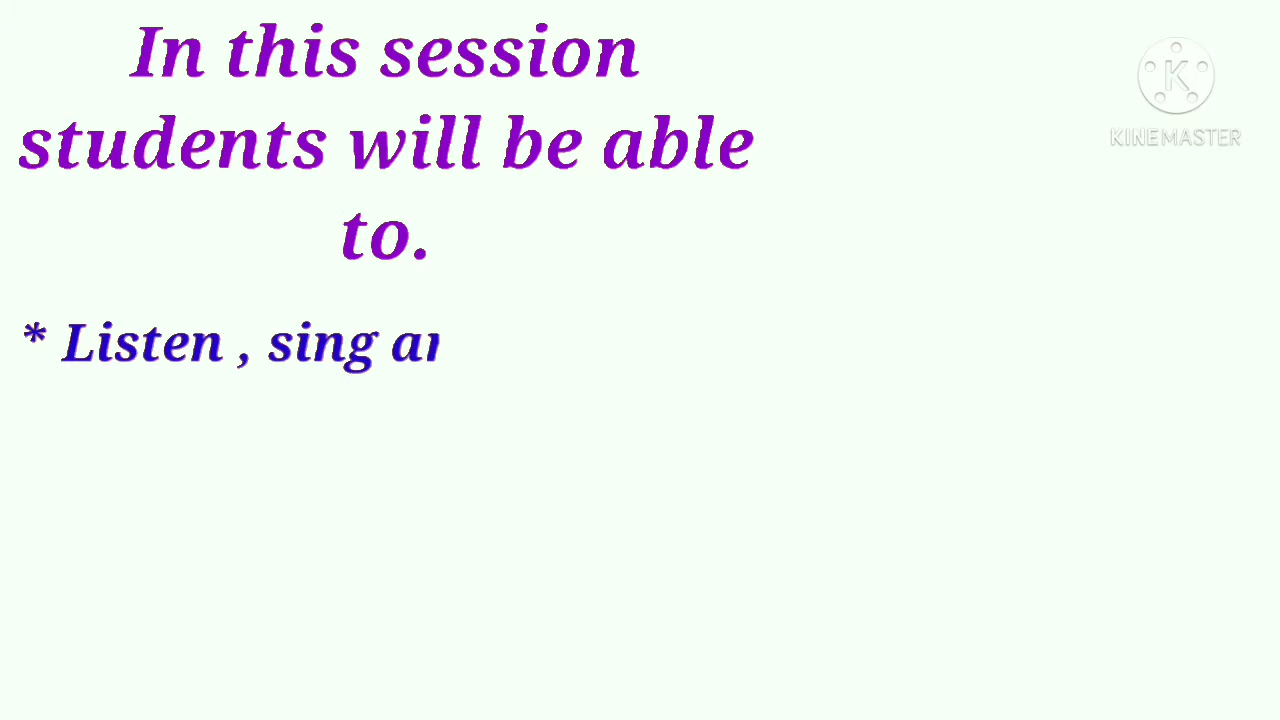 In this session
students will be able
to.
* Listen , sing
K
KINEMASTER